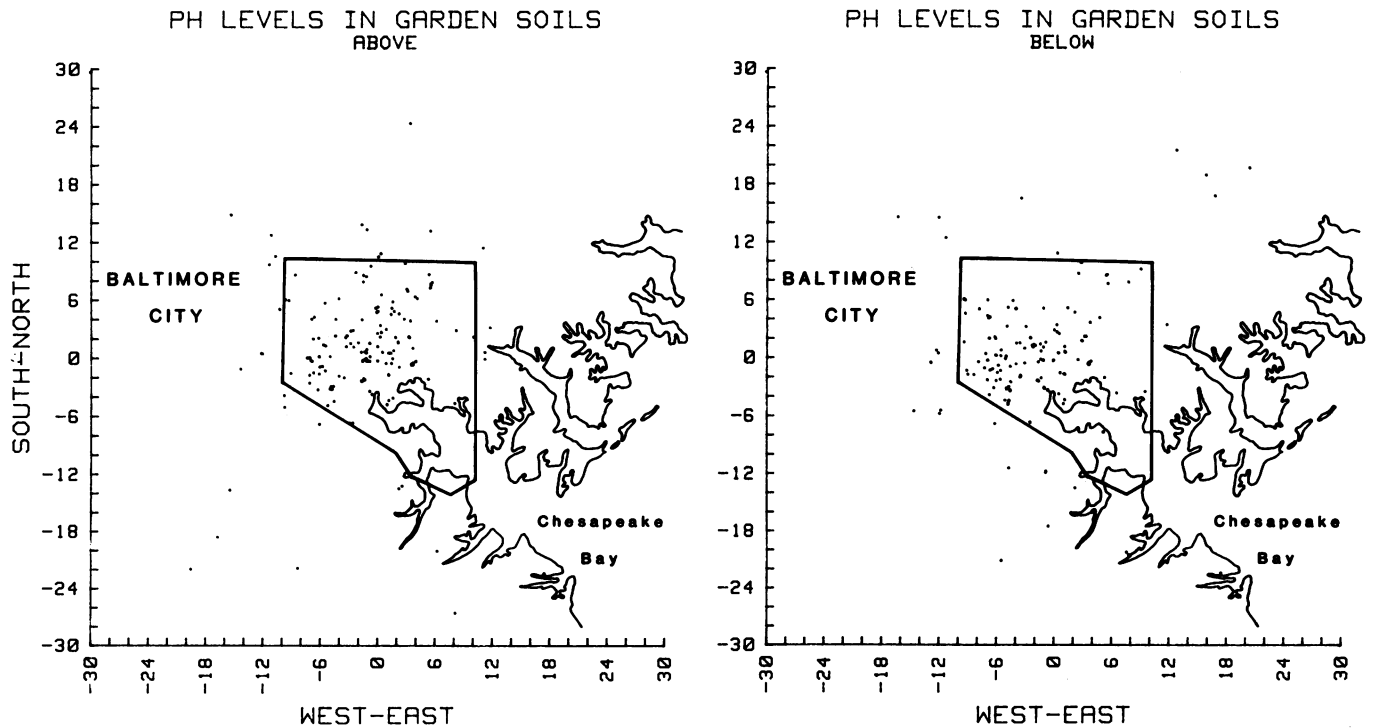 PH LEVELS IN GARDEN SOILS
ABOVE
30
24
18
12
6
0
-6
-12
-18
-24
-30
SOUTH-NORTH
BALTIMORE
CITY
Chesapeake
Bay
-30
-24
-18
-12
-6
0
6
12
18
24
30
WEST-EAST
PH LEVELS IN GARDEN SOILS
BELOW
30
24
18
12
6
0
-6
-12
-18
-24
-30
BALTIMORE
CITY
Chesapeake
Bay
-30
-24
-18
-12
-6
0
6
12
18
24
30
WEST-EAST